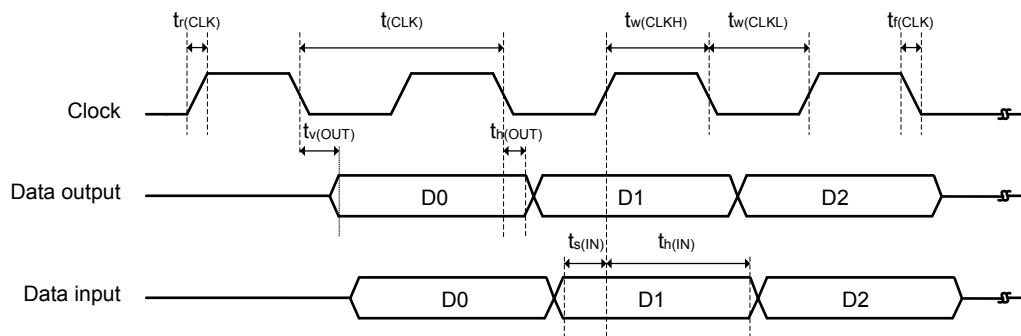 tr(CLK) t(CLK) tw(CLKH) tw(CLKL) tf(CLK)
Clock
tv(OUT) th(OUT)
Data output D0 D1 D2
ts(IN) th(IN)
Data input D0 D1 D2